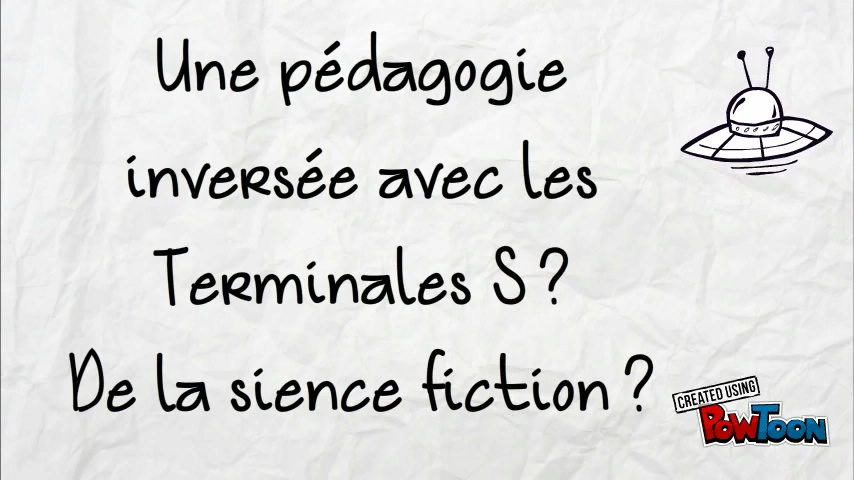 Une pédagogie
inversée avec les
Terminales S ?
De la sience fiction ?
CREATED USING
POWTOON